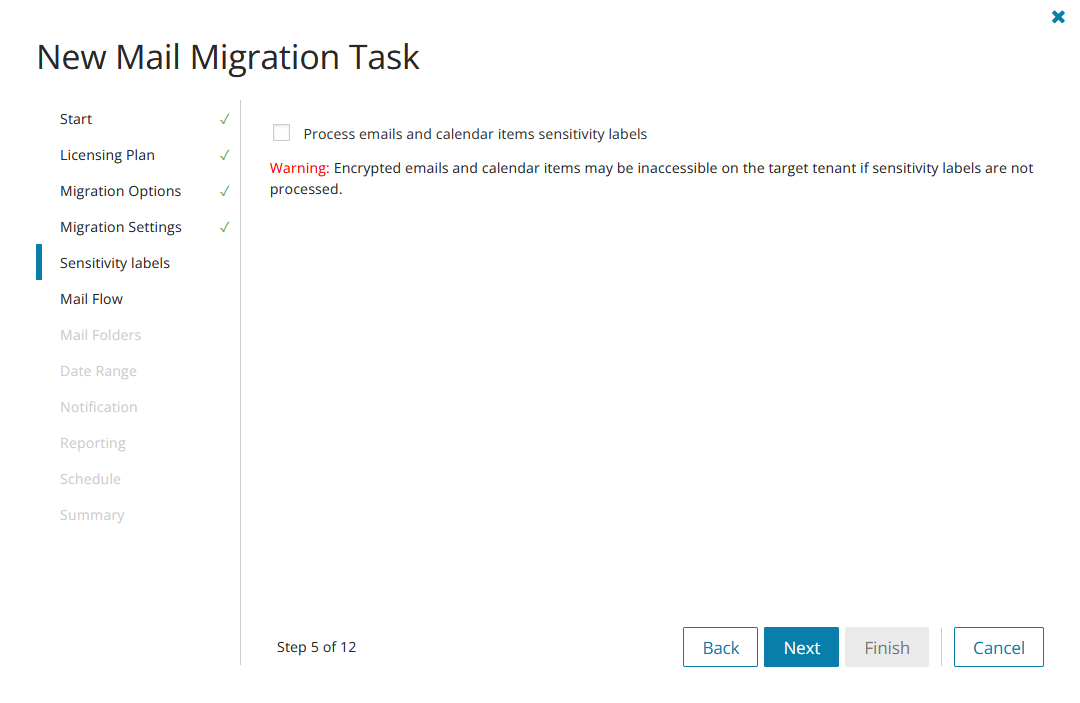 New Mail Migration Task
Start
Licensing Plan
Migration Options
Migration Settings
Sensitivity labels
Mail Flow
Mail Folders
Date Range
Notification
Reporting
Schedule
Summary
Process emails and calendar items sensitivity labels
Warning: Encrypted emails and calendar items may be inaccessible on the target tenant if sensitivity labels are not
processed.
Step 5 of 12
Back
Next
Finish
Cancel